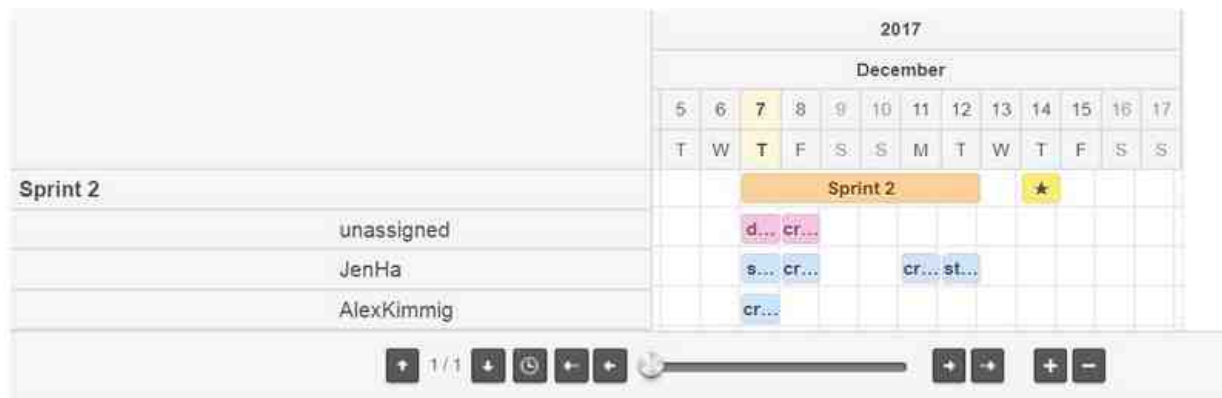 2017
December
5 6 7 8 9 10 11 12 13 14 15 16 17
T W T F S S M T W T F S S
Sprint 2 Sprint 2 ★
unassigned d... cr...
JenHa s... cr... cr... st...
AlexKimmig cr...
1 / 1